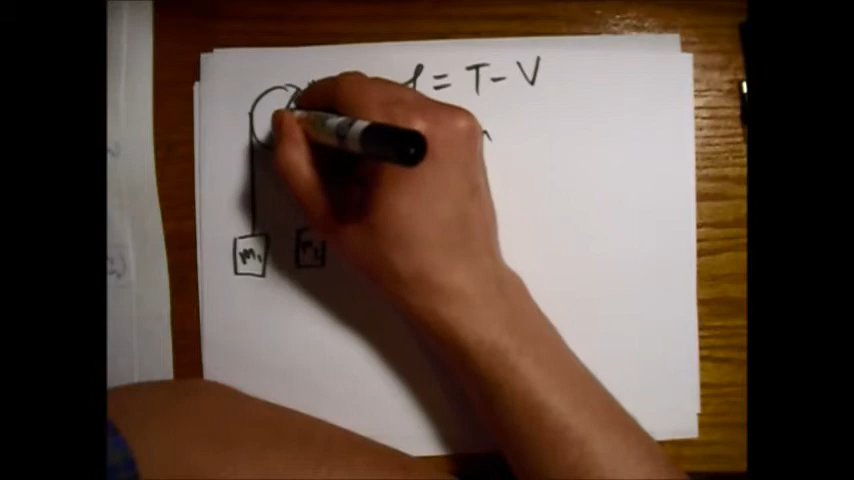 ℒ = T - V
m₁